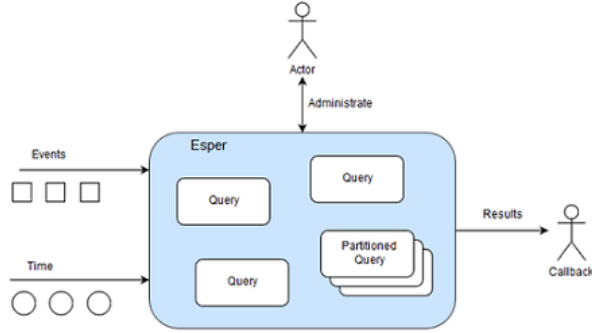 Actor
Administrate
Esper
Events
Query
Query
Results
Partitioned
Query
Time
Query
Callback